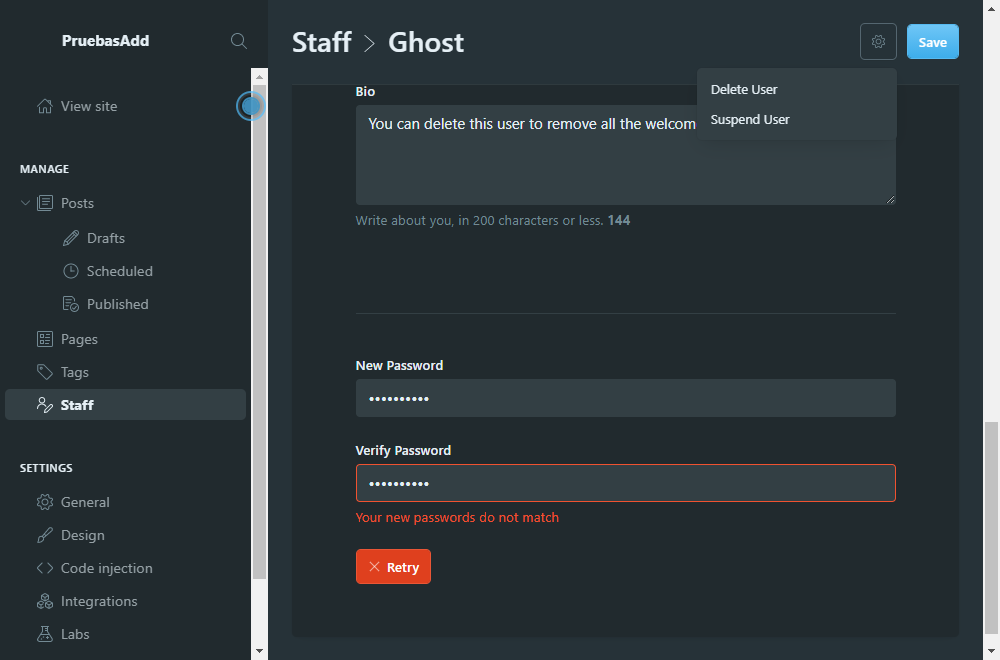 PruebasAdd
View site
MANAGE
Posts
Drafts
Scheduled
Published
Pages
Tags
Staff
SETTINGS
General
Design
Code injection
Integrations
Labs
Staff > Ghost
Save
Delete User
Suspend User
Bio
You can delete this user to remove all the welcom
Write about you, in 200 characters or less. 144
New Password
••••••••••
Verify Password
••••••••••
Your new passwords do not match
Retry